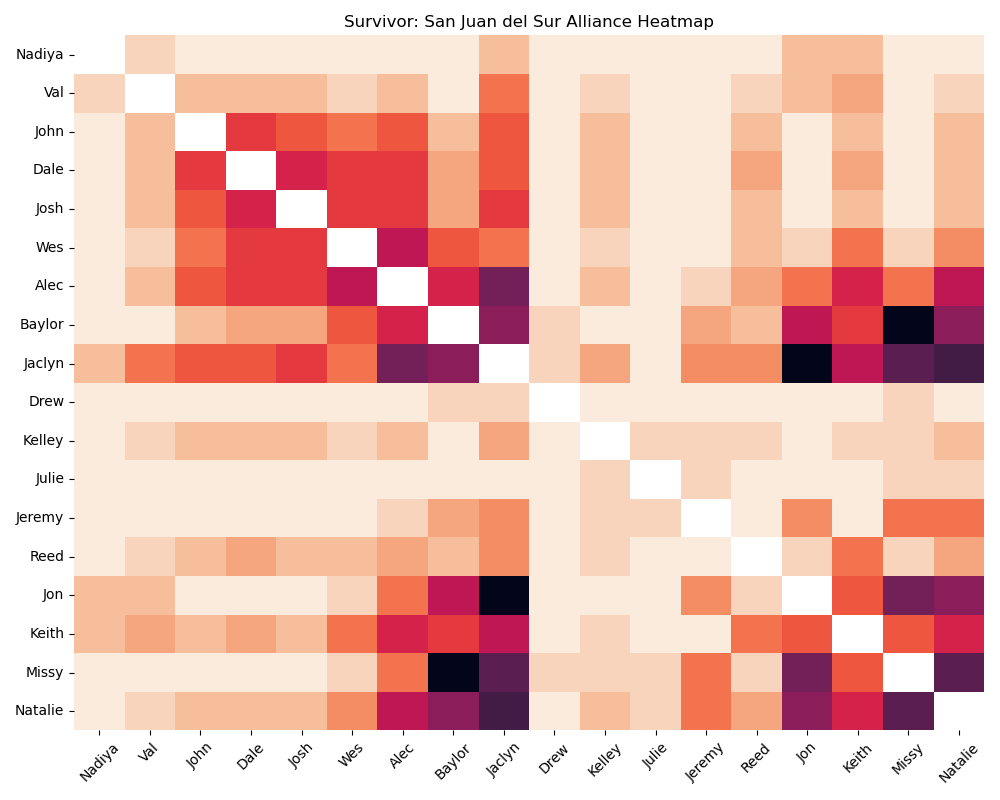 Survivor: San Juan del Sur Alliance Heatmap
Nadiya
Val
John
Dale
Josh
Wes
Alec
Baylor
Jaclyn
Drew
Kelley
Julie
Jeremy
Reed
Jon
Keith
Missy
Natalie
Nadiya Val John Dale Josh Wes Alec Baylor Jaclyn Drew Kelley Julie Jeremy Reed Jon Keith Missy Natalie